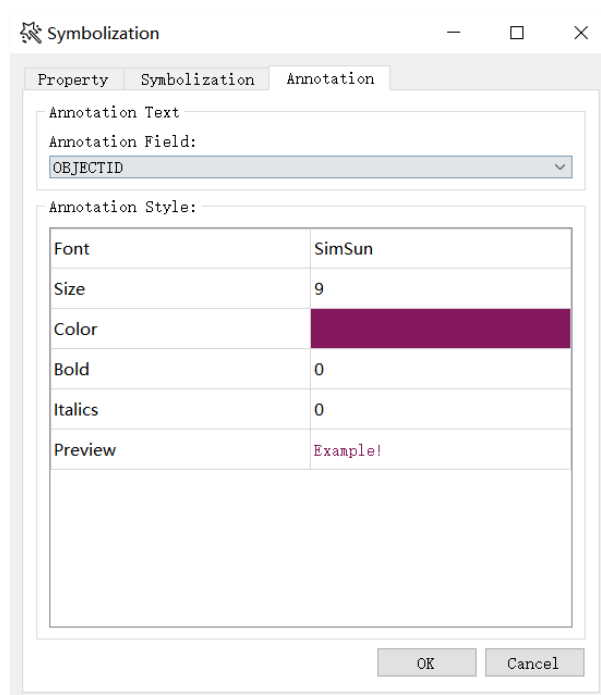 Symbolization
Property Symbolization Annotation
Annotation Text
Annotation Field:
OBJECTID
Annotation Style:
Font SimSun
Size 9
Color
Bold 0
Italics 0
Preview Example!
OK Cancel